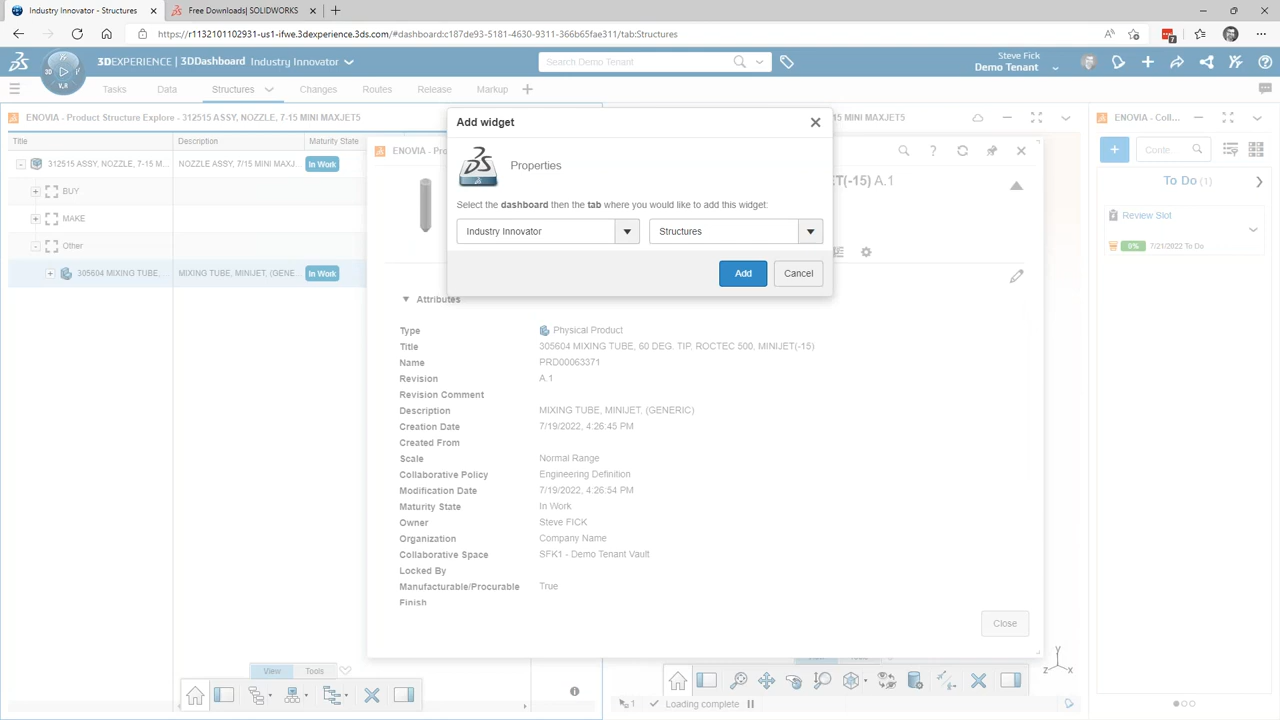 Industry Innovator - Structures
Free Downloads| SOLIDWORKS
https://r1132101102931-us1-ifwe.3dexperience.3ds.com/#dashboard:c187de93-5181-4630-9311-366b65fae311/tab:Structures
3DEXPERIENCE | 3DDashboard Industry Innovator
Search Demo Tenant
Steve Fick
Demo Tenant
Tasks
Data
Structures
Changes
Routes
Release
Markup
ENOVIA - Product Structure Explore - 312515 ASSY, NOZZLE, 7-15 MINI MAXJET5
15 MINI MAXJET5
ENOVIA - Coll...
Title
Description
Maturity State
312515 ASSY, NOZZLE, 7-15 M...
NOZZLE ASSY, 7/15 MINI MAXJ...
In Work
BUY
MAKE
Other
305604 MIXING TUBE,...
MIXING TUBE, MINIJET, (GENE...
In Work
ENOVIA - Pro
ET(-15) A.1
Add widget
Properties
Select the dashboard then the tab where you would like to add this widget:
Industry Innovator
Structures
Add
Cancel
Attributes
Type
Physical Product
Title
305604 MIXING TUBE, 60 DEG. TIP. ROCTEC 500, MINIJET(-15)
Name
PRD00063371
Revision
A.1
Revision Comment
Description
MIXING TUBE, MINIJET. (GENERIC)
Creation Date
7/19/2022, 4:26:45 PM
Created From
Scale
Normal Range
Collaborative Policy
Engineering Definition
Modification Date
7/19/2022, 4:26:54 PM
Maturity State
In Work
Owner
Steve FICK
Organization
Company Name
Collaborative Space
SFK1 - Demo Tenant Vault
Locked By
Manufacturable/Procurable
True
Finish
Close
Conte
To Do (1)
Review Slot
0% 7/21/2022 To Do
View
Tools
1
Loading complete
Y
Z
X